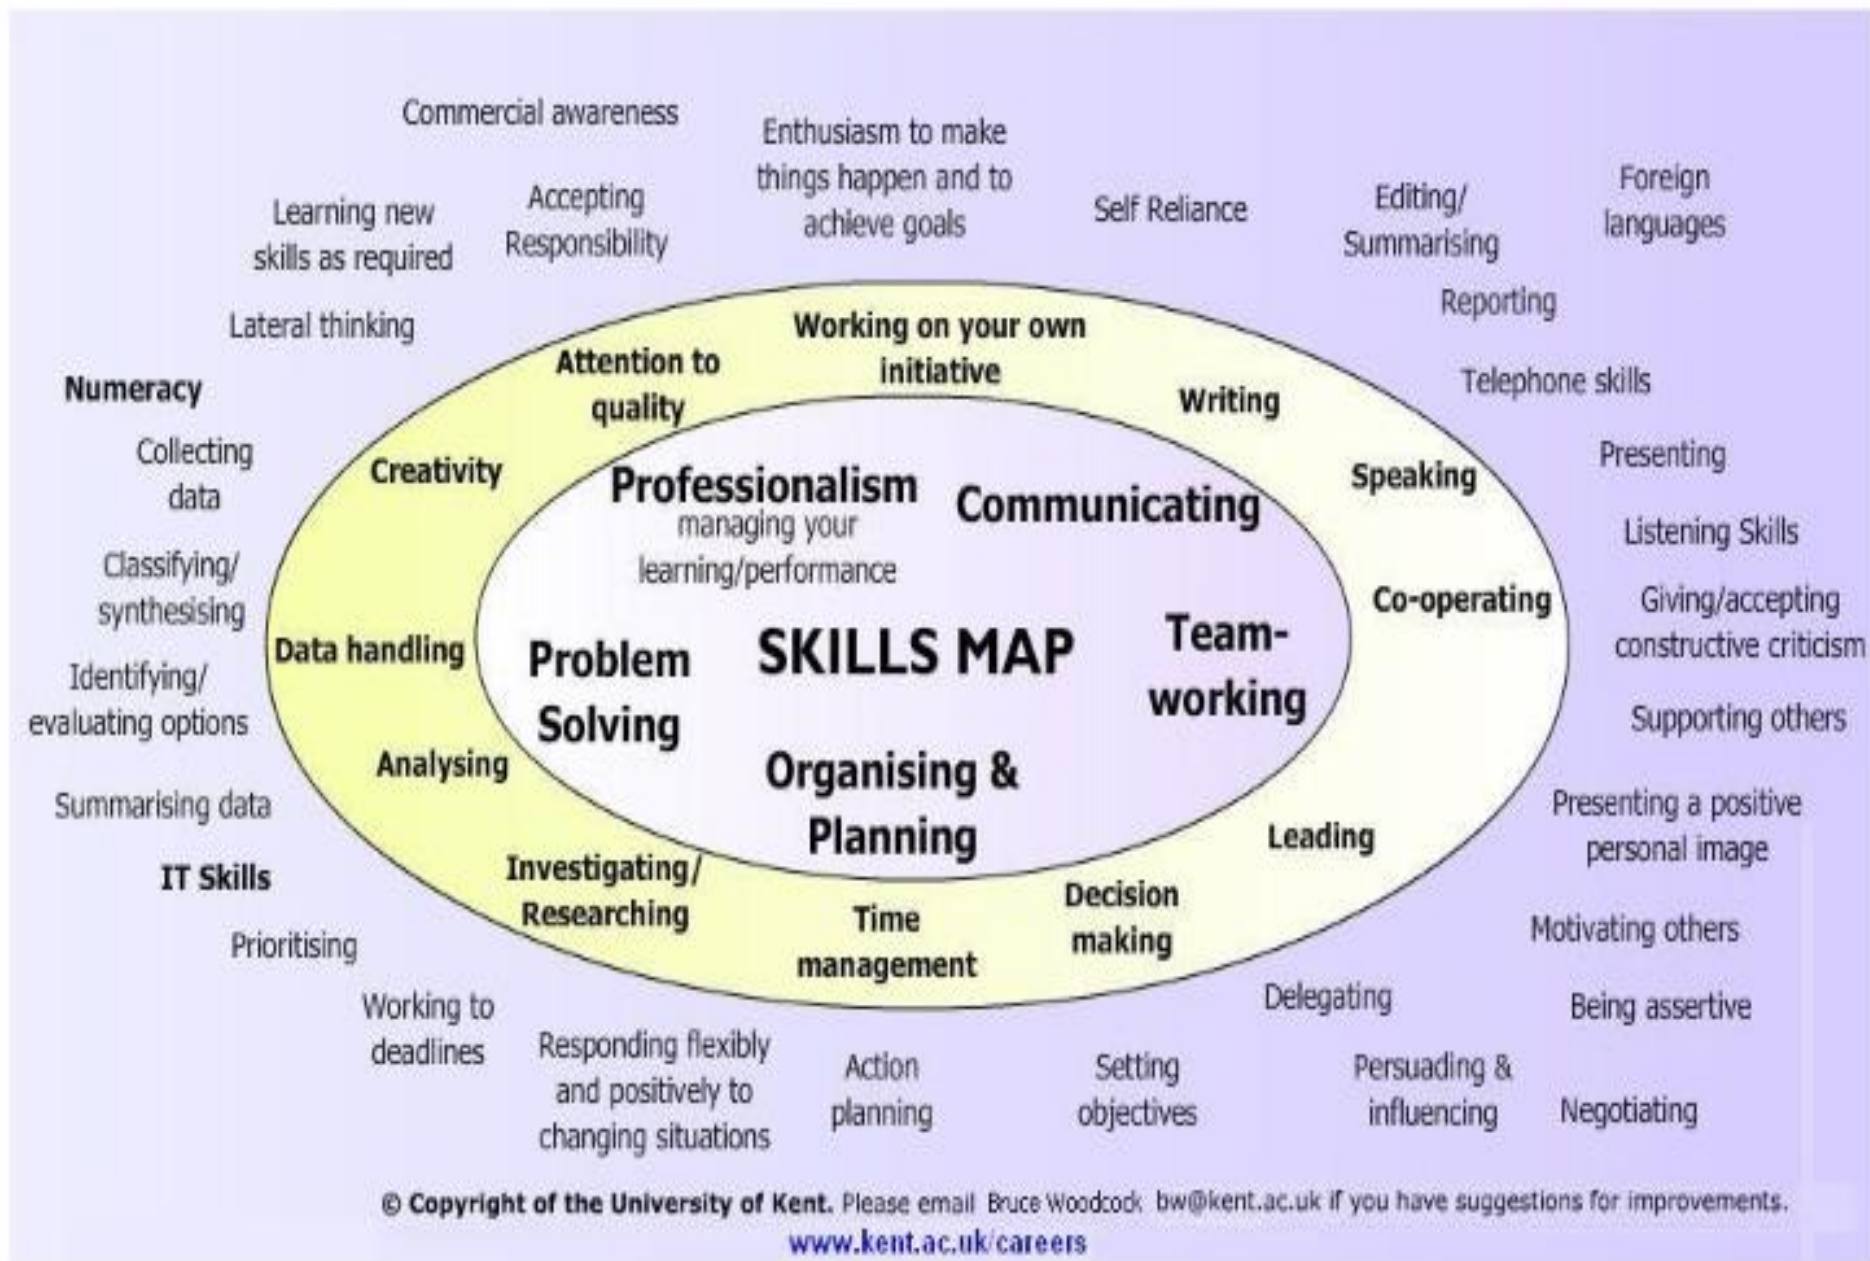 Commercial awareness
Enthusiasm to make
things happen and to
achieve goals
Accepting
Responsibility
Learning new
skills as required
Self Reliance
Editing/
Summarising
Foreign
languages
Reporting
Lateral thinking
Working on your own
initiative
Attention to
quality
Telephone skills
Numeracy
Writing
Collecting
data
Creativity
Speaking
Presenting
Professionalism
managing your
learning/performance
Communicating
Listening Skills
Classifying/
synthesising
Co-operating
Giving/accepting
constructive criticism
Data handling
Problem
Solving
SKILLS MAP
Team-
working
Identifying/
evaluating options
Supporting others
Analysing
Organising &
Planning
Summarising data
Presenting a positive
personal image
Leading
IT Skills
Investigating/
Researching
Time
management
Decision
making
Motivating others
Prioritising
Delegating
Being assertive
Working to
deadlines
Responding flexibly
and positively to
changing situations
Action
planning
Setting
objectives
Persuading &
influencing
Negotiating
© Copyright of the University of Kent. Please email Bruce Woodcock bw@kent.ac.uk if you have suggestions for improvements.
www.kent.ac.uk/careers